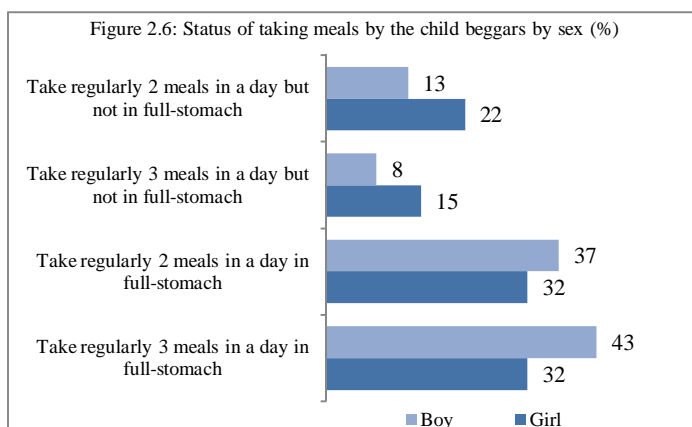 Figure 2.6: Status of taking meals by the child beggars by sex (%)
Take regularly 2 meals in a day but
not in full-stomach
13
22
Take regularly 3 meals in a day but
not in full-stomach
8
15
Take regularly 2 meals in a day in
full-stomach
37
32
Take regularly 3 meals in a day in
full-stomach
43
32
Boy Girl